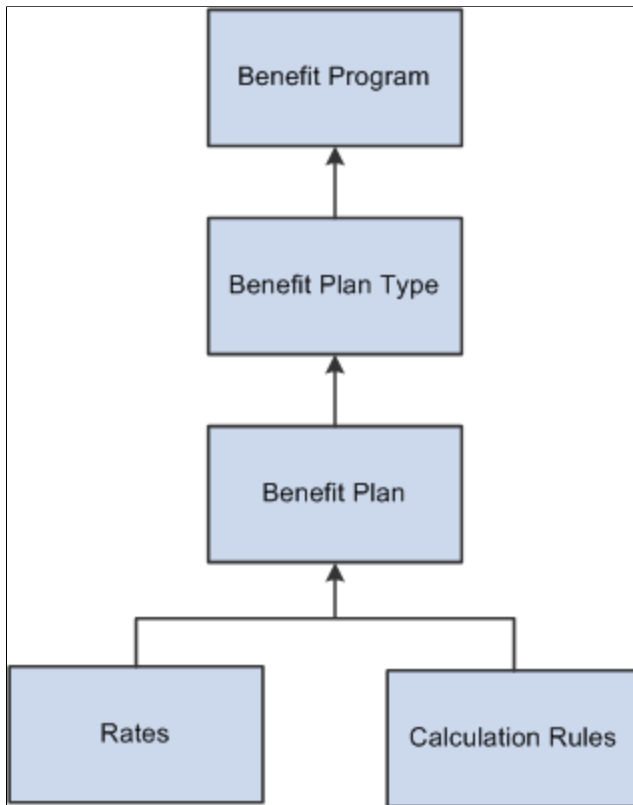 Benefit Program
Benefit Plan Type
Benefit Plan
Rates
Calculation Rules